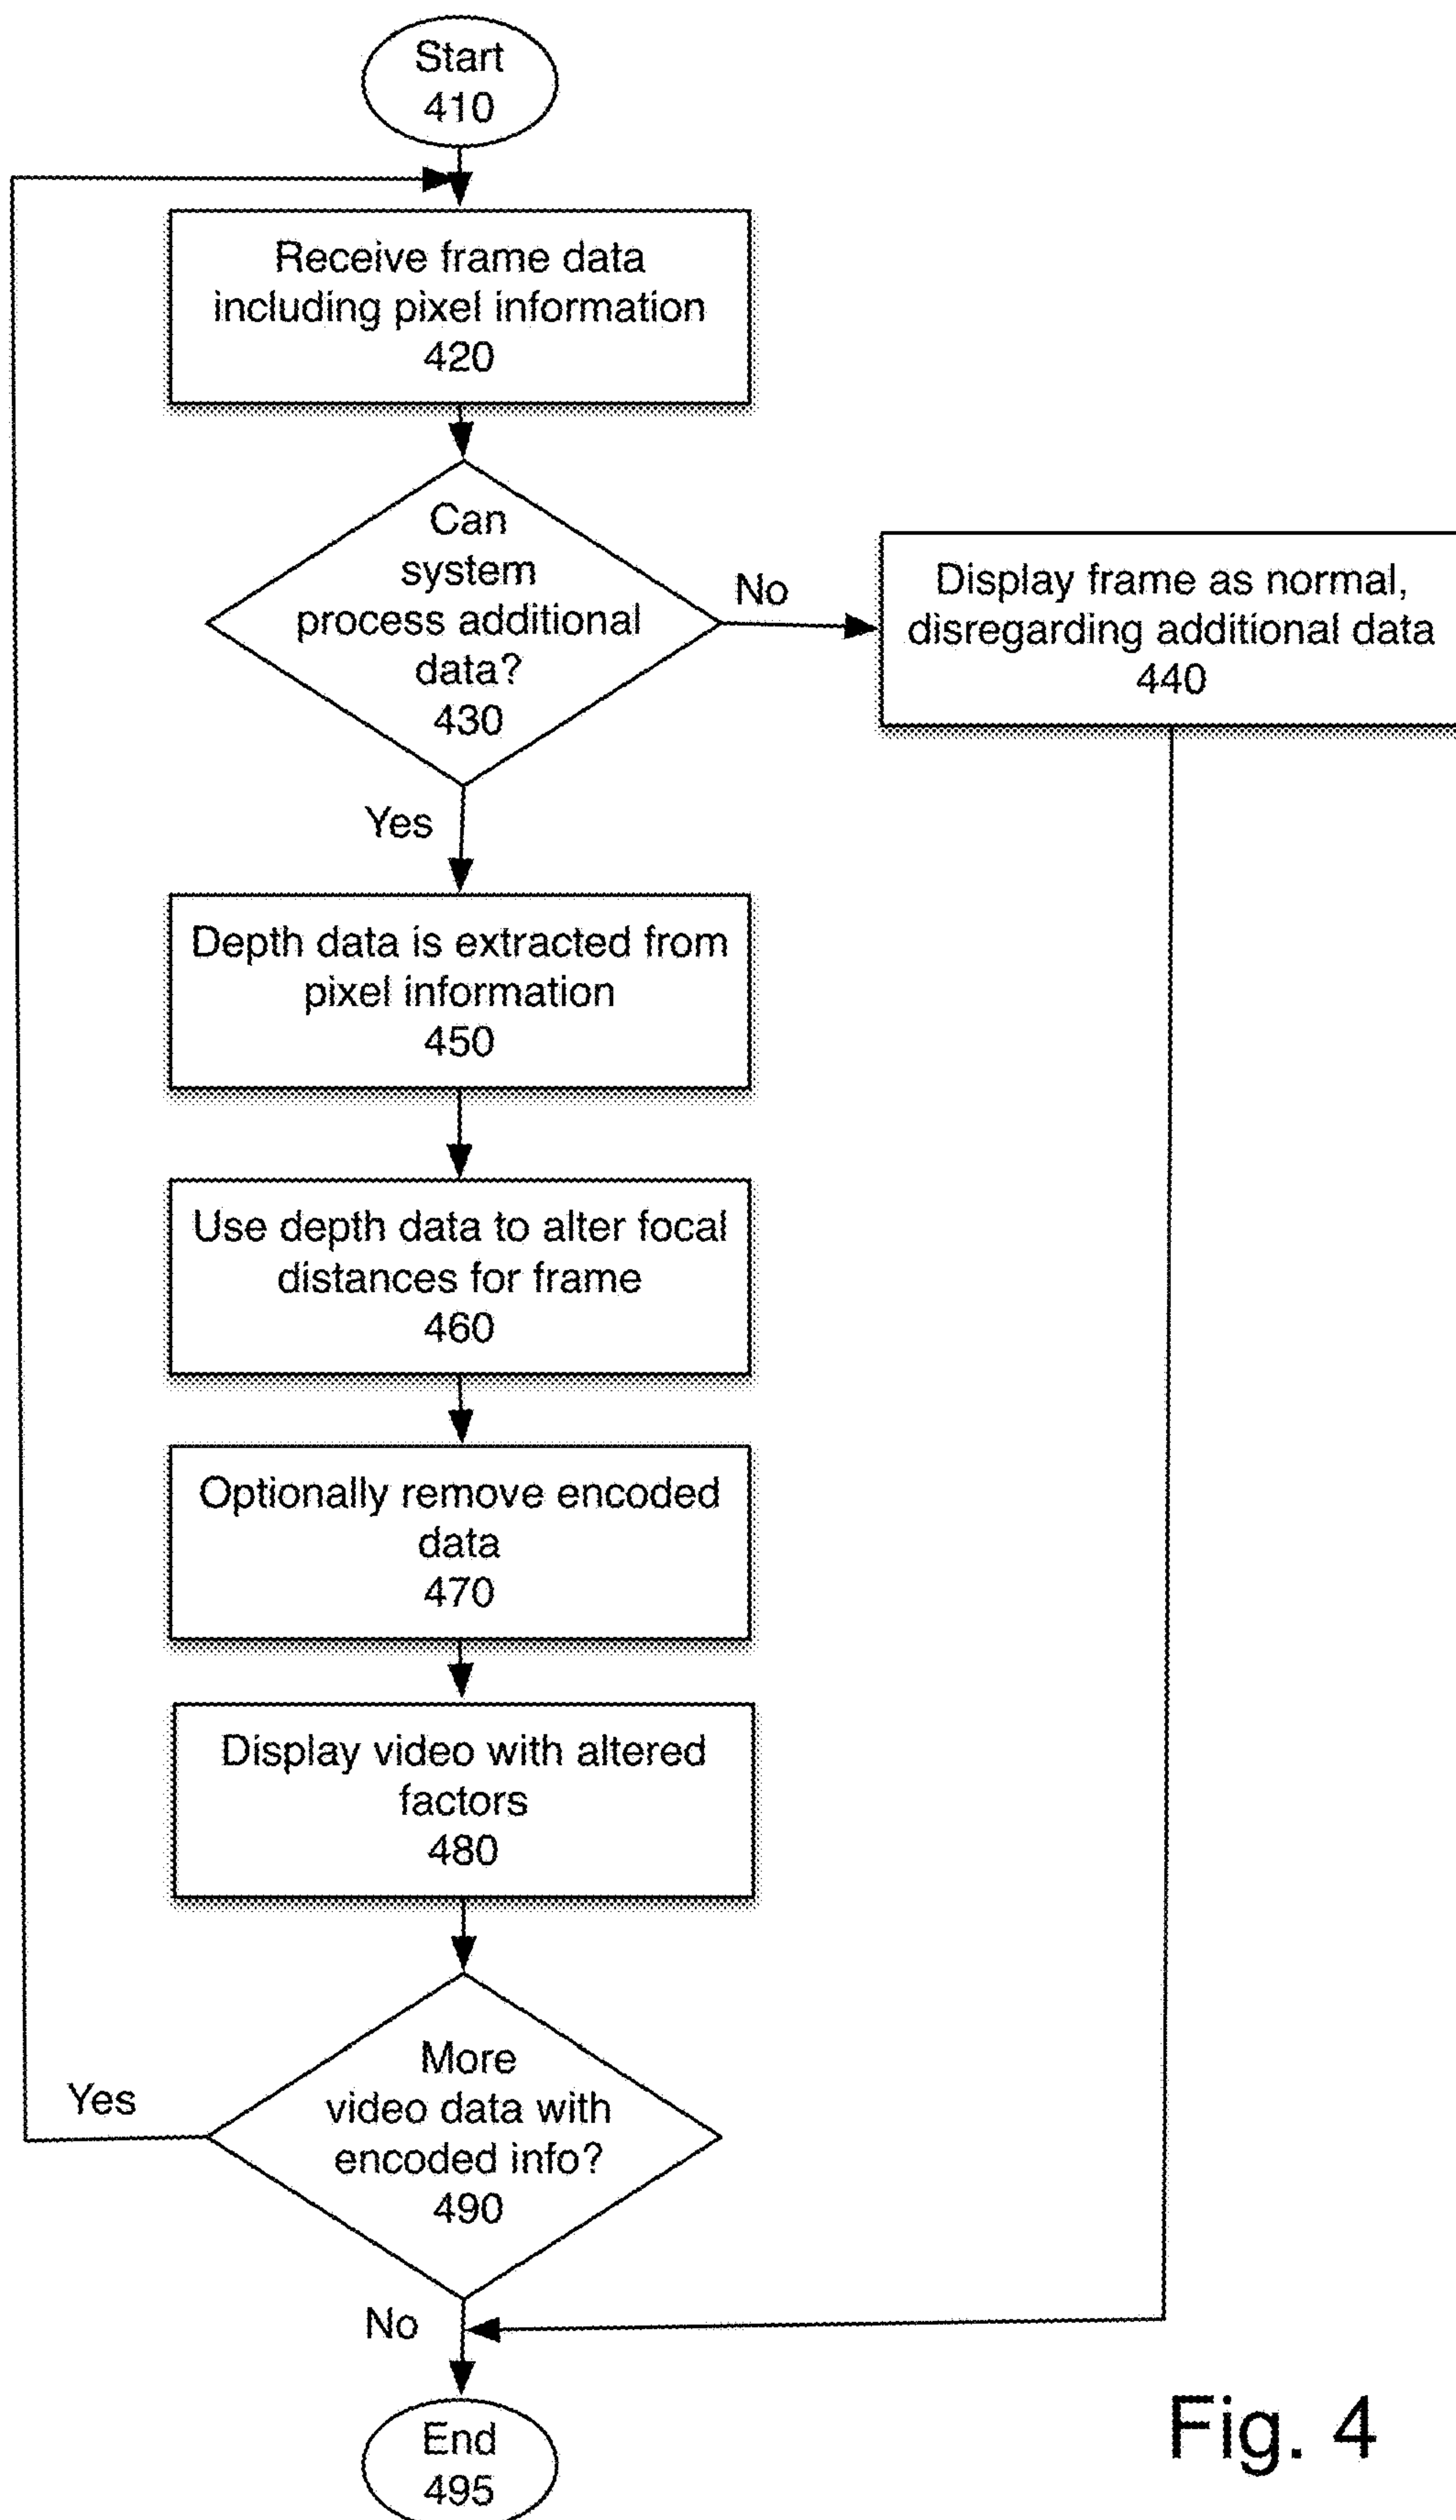 Start
410
Receive frame data
including pixel information
420
Can
system
process additional
data?
430
No
Display frame as normal,
disregarding additional data
440
Yes
Depth data is extracted from
pixel information
450
Use depth data to alter focal
distances for frame
460
Optionally remove encoded
data
470
Display video with altered
factors
480
More
video data with
encoded info?
490
Yes
No
End
495
Fig. 4